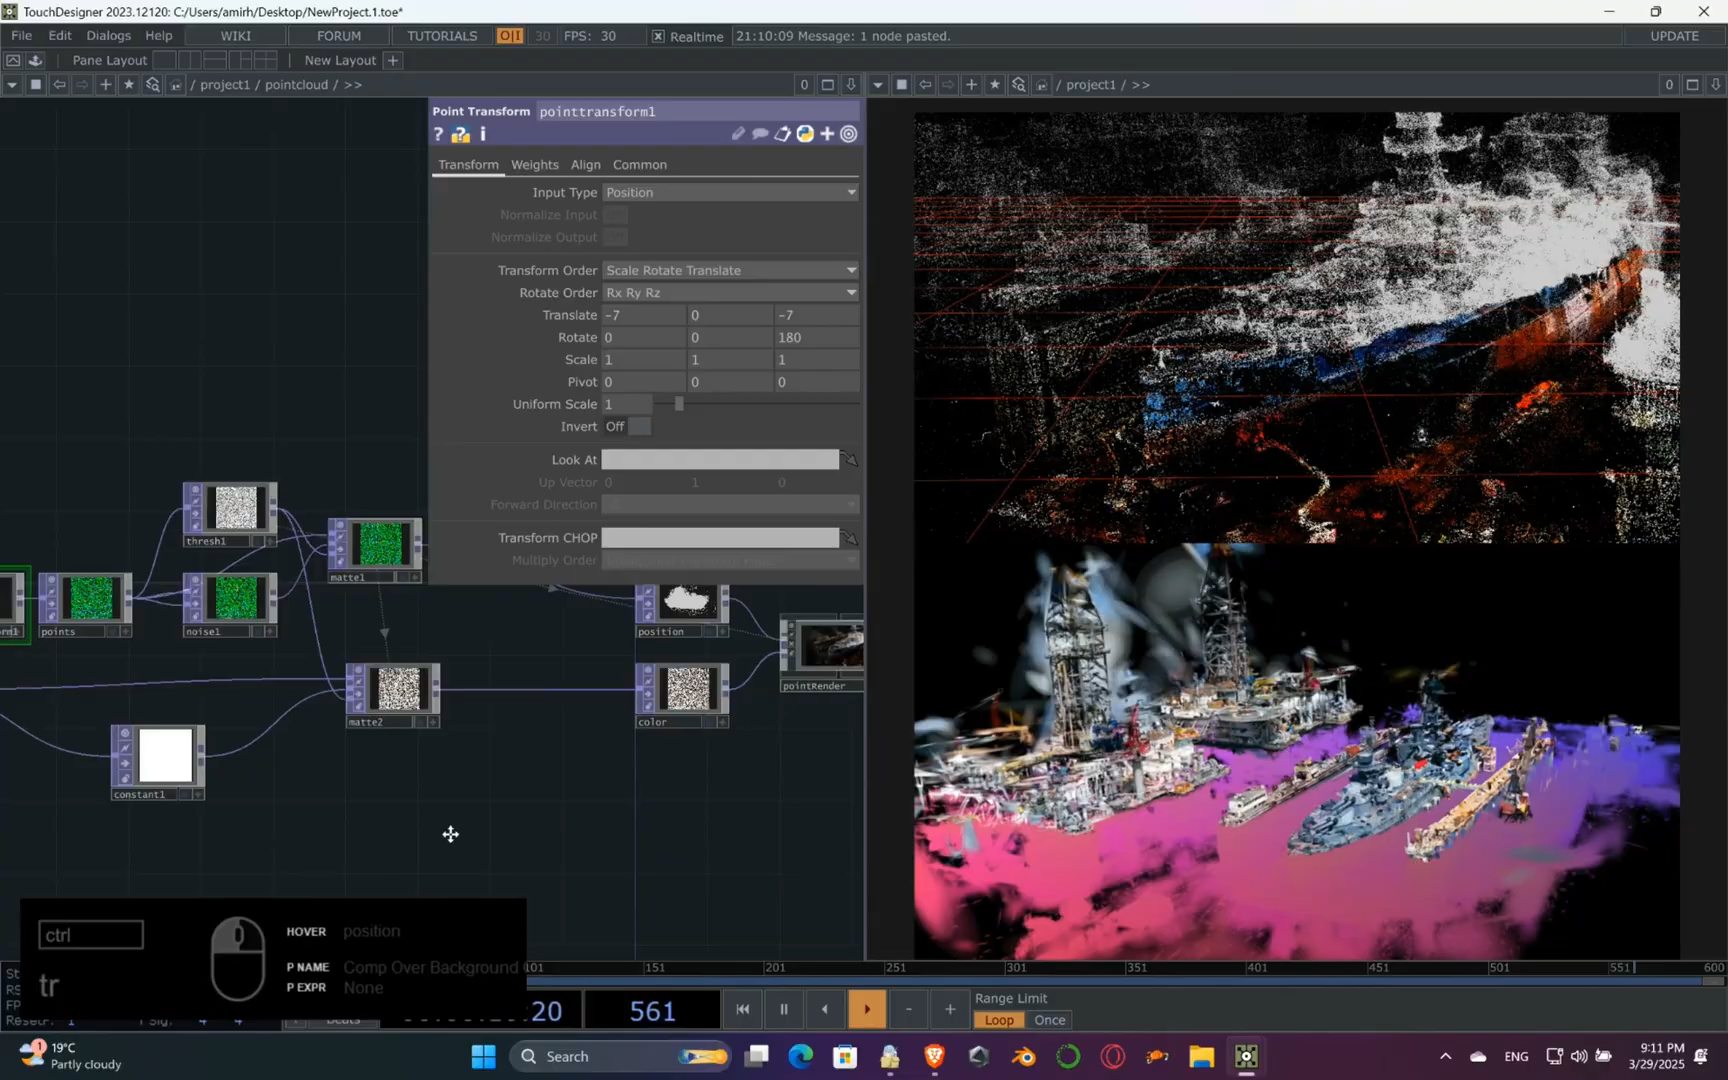 TouchDesigner 2023.12120: C:/Users/amirh/Desktop/NewProject.1.toe*
File Edit Dialogs Help WIKI FORUM TUTORIALS O|I 30 FPS: 30 Realtime 21:10:09 Message: 1 node pasted. UPDATE
Pane Layout New Layout +
/ project1 / pointcloud / >> 0
/ project1 / >> 0
Point Transform pointtransform1
? ? i
Transform Weights Align Common
Input Type Position
Normalize Input
Normalize Output
Transform Order Scale Rotate Translate
Rotate Order Rx Ry Rz
Translate -7 0 -7
Rotate 0 0 180
Scale 1 1 1
Pivot 0 0 0
Uniform Scale 1
Invert Off
Look At
Up Vector 0 1 0
Forward Direction
Transform CHOP
Multiply Order
thresh1
matte1
points
noise1
position
pointRender
matte2
color
constant1
ctrl
tr
HOVER position
P NAME Comp Over Background
P EXPR None
101 151 201 251 301 351 401 451 501 551 600
20 561
Range Limit
Loop Once
Beats
19°C
Partly cloudy
Search
ENG
9:11 PM
3/29/2025